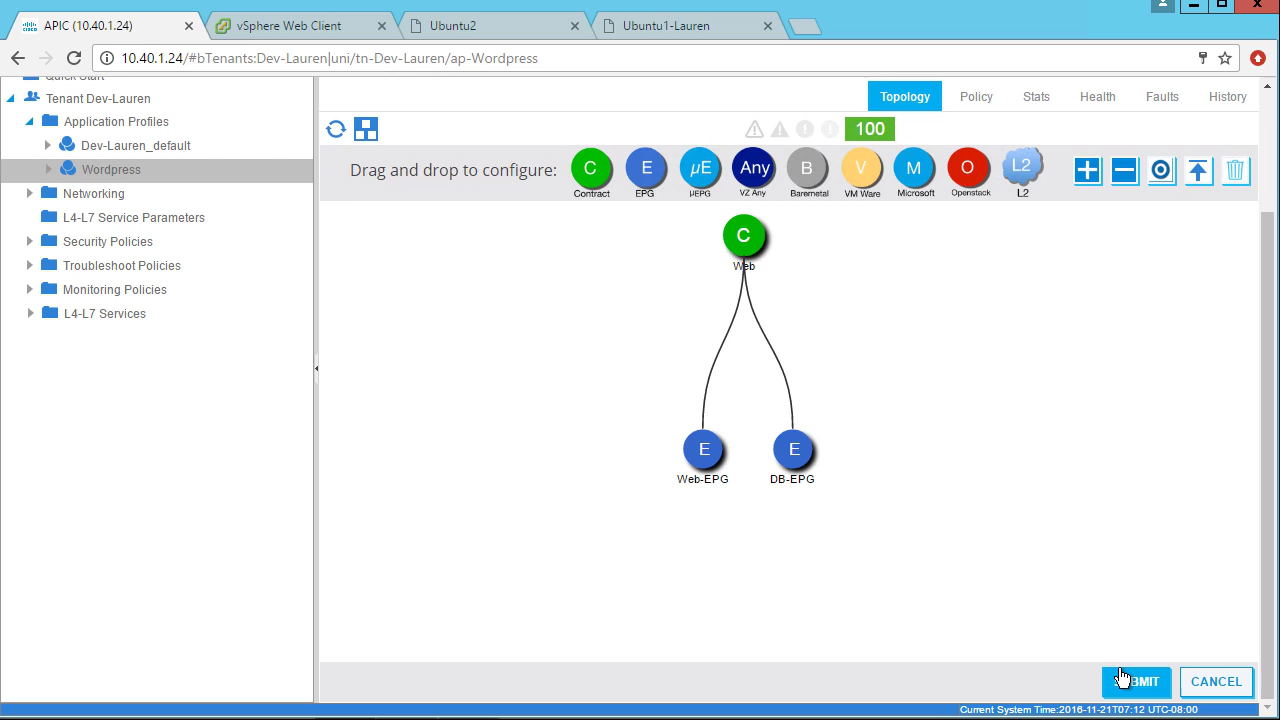 APIC (10.40.1.24)
vSphere Web Client
Ubuntu2
Ubuntu1-Lauren
10.40.1.24/#bTenants:Dev-Lauren|uni/tn-Dev-Lauren/ap-Wordpress
Quick Start
Tenant Dev-Lauren
Application Profiles
Dev-Lauren_default
Wordpress
Networking
L4-L7 Service Parameters
Security Policies
Troubleshoot Policies
Monitoring Policies
L4-L7 Services
Topology
Policy
Stats
Health
Faults
History
100
Drag and drop to configure:
C
Contract
E
EPG
µE
µEPG
Any
VZ Any
B
Baremetal
V
VM Ware
M
Microsoft
O
Openstack
L2
L2
C
Web
E
Web-EPG
E
DB-EPG
SUBMIT
CANCEL
Current System Time:2016-11-21T07:12 UTC-08:00